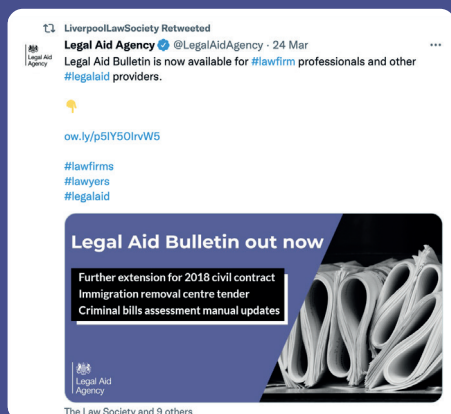 LiverpoolLawSociety Retweeted
Legal Aid Agency @LegalAidAgency · 24 Mar
Legal Aid Bulletin is now available for #lawfirm professionals and other
#legalaid providers.
ow.ly/p5IY50IrvW5
#lawfirms
#lawyers
#legalaid
Legal Aid Bulletin out now
Further extension for 2018 civil contract
Immigration removal centre tender
Criminal bills assessment manual updates
Legal Aid
Agency
The Law Society and 9 others